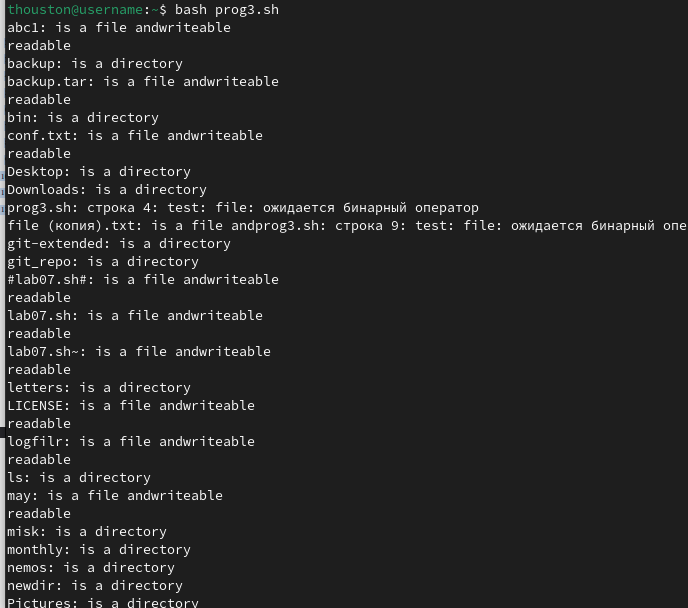 thouston@username:~$ bash prog3.sh
abc1: is a file andwriteable
readable
backup: is a directory
backup.tar: is a file andwriteable
readable
bin: is a directory
conf.txt: is a file andwriteable
readable
Desktop: is a directory
Downloads: is a directory
prog3.sh: строка 4: test: file: ожидается бинарный оператор
file (копия).txt: is a file andprog3.sh: строка 9: test: file: ожидается бинарный опе
git-extended: is a directory
git_repo: is a directory
#lab07.sh#: is a file andwriteable
readable
lab07.sh: is a file andwriteable
readable
lab07.sh~: is a file andwriteable
readable
letters: is a directory
LICENSE: is a file andwriteable
readable
logfilr: is a file andwriteable
readable
ls: is a directory
may: is a file andwriteable
readable
misk: is a directory
monthly: is a directory
nemos: is a directory
newdir: is a directory
Pictures: is a directory